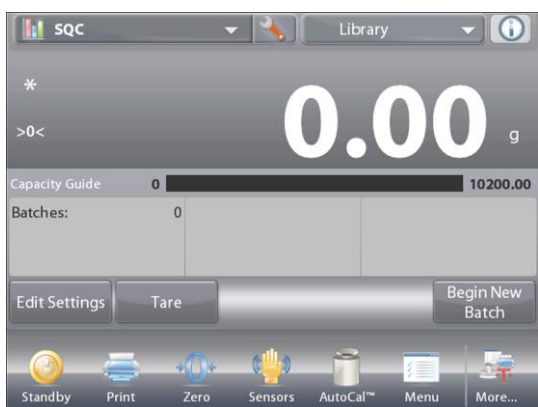 SQC
Library
*
>0<
0.00 g
Capacity Guide 0 10200.00
Batches: 0
Edit Settings
Tare
Begin New
Batch
Standby Print Zero Sensors AutoCal™ Menu More...